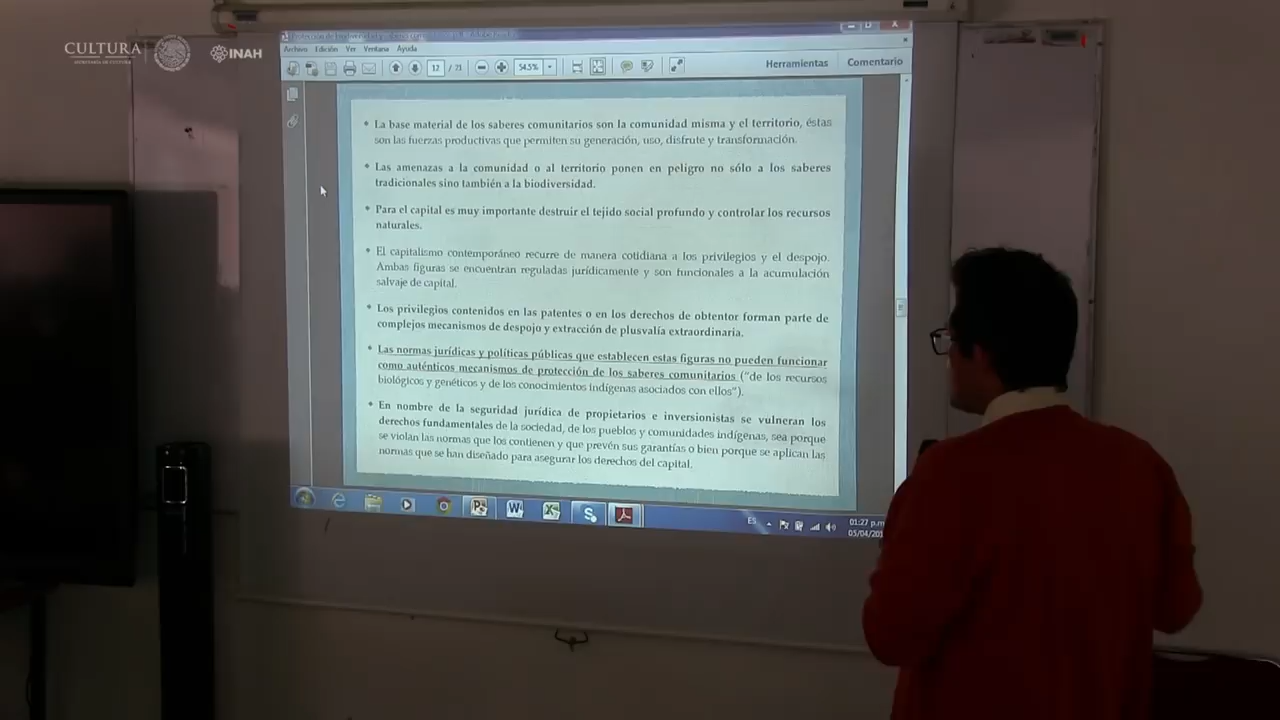 CULTURA
SECRETARÍA DE CULTURA
INAH
Archivo Edición Ver Ventana Ayuda
12 / 21
54.5%
Herramientas
Comentario
* La base material de los saberes comunitarios son la comunidad misma y el territorio, éstas
son las fuerzas productivas que permiten su generación, uso, disfrute y transformación.
* Las amenazas a la comunidad o al territorio ponen en peligro no sólo a los saberes
tradicionales sino también a la biodiversidad.
* Para el capital es muy importante destruir el tejido social profundo y controlar los recursos
naturales.
* El capitalismo contemporáneo recurre de manera cotidiana a los privilegios y el despojo.
Ambas figuras se encuentran reguladas jurídicamente y son funcionales a la acumulación
salvaje de capital.
* Los privilegios contenidos en las patentes o en los derechos de obtentor forman parte de
complejos mecanismos de despojo y extracción de plusvalía extraordinaria.
* Las normas jurídicas y políticas públicas que establecen estas figuras no pueden funcionar
como auténticos mecanismos de protección de los saberes comunitarios ("de los recursos
biológicos y genéticos y de los conocimientos indígenas asociados con ellos").
* En nombre de la seguridad jurídica de propietarios e inversionistas se vulneran los
derechos fundamentales de la sociedad, de los pueblos y comunidades indígenas, sea porque
se violan las normas que los contienen y que prevén sus garantías o bien porque se aplican las
normas que se han diseñado para asegurar los derechos del capital.
ES
01:27 p.m
05/04/201